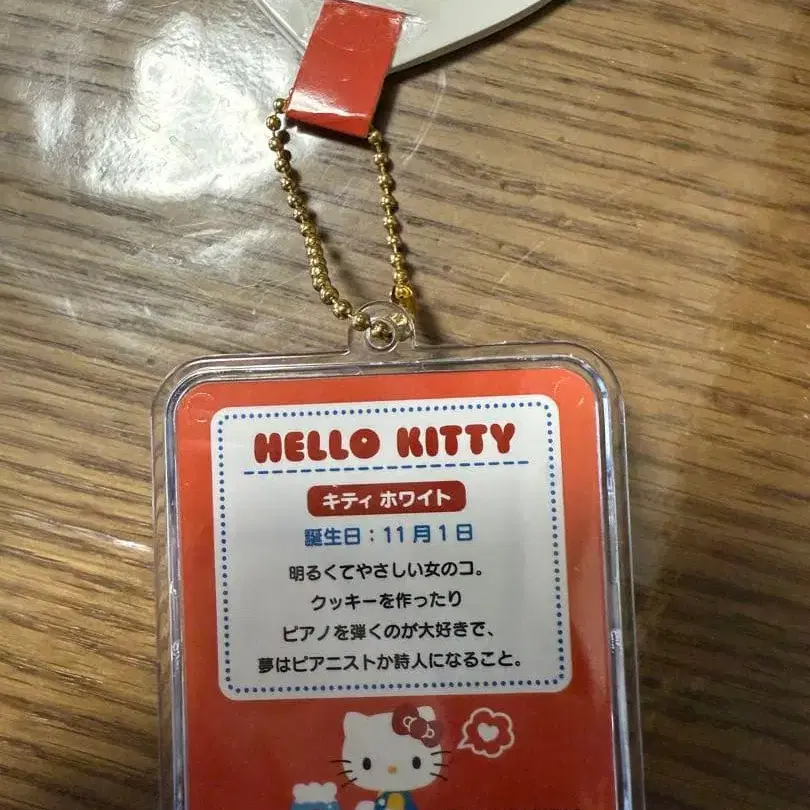 HELLO KITTY
キティ ホワイト
誕生日：11月1日
明るくてやさしい女のコ。
クッキーを作ったり
ピアノを弾くのが大好きで、
夢はピアニストか詩人になること。